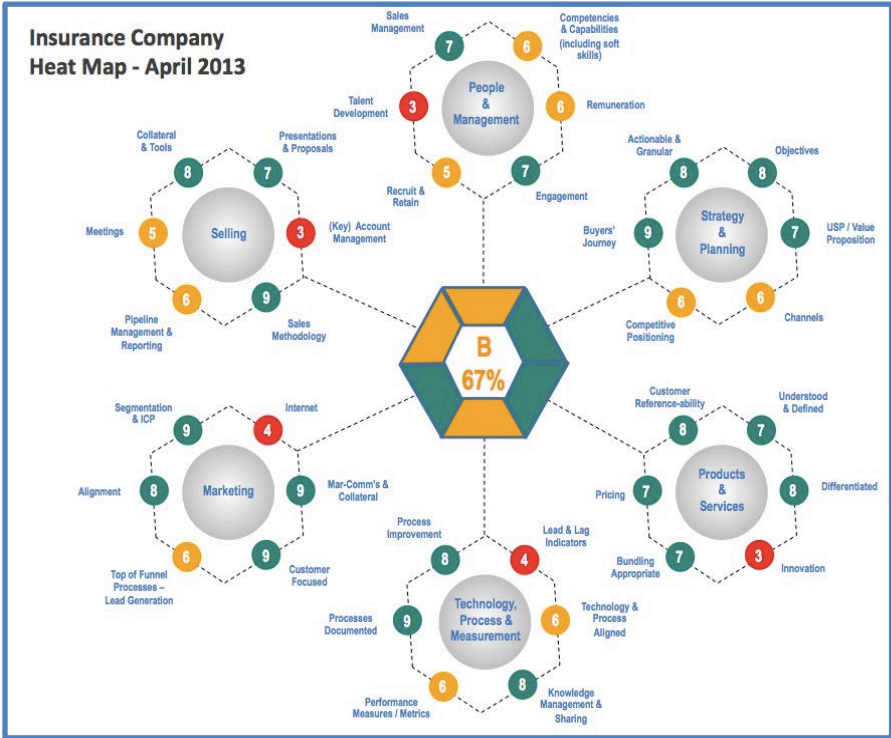 Insurance Company
Heat Map - April 2013
Sales
Management
7
Competencies
& Capabilities
(including soft
skills)
6
Talent
Development
3
People
&
Management
6
Remuneration
Recruit &
Retain
5
7
Engagement
Collateral
& Tools
8
Presentations
& Proposals
7
Meetings
5
Selling
3
(Key) Account
Management
Pipeline
Management &
Reporting
6
9
Sales
Methodology
Actionable &
Granular
8
Objectives
8
Buyers'
Journey
9
Strategy
&
Planning
7
USP / Value
Proposition
Competitive
Positioning
6
6
Channels
B
67%
Segmentation
& ICP
9
Internet
4
Alignment
8
Marketing
9
Mar-Comm's &
Collateral
Top of Funnel
Processes –
Lead Generation
6
9
Customer
Focused
Process
Improvement
8
Lead & Lag
Indicators
4
Processes
Documented
9
Technology,
Process &
Measurement
6
Technology &
Process
Aligned
Performance
Measures / Metrics
6
8
Knowledge
Management &
Sharing
Customer
Reference-ability
8
Understood
& Defined
7
Pricing
7
Products
&
Services
8
Differentiated
Bundling
Appropriate
7
3
Innovation